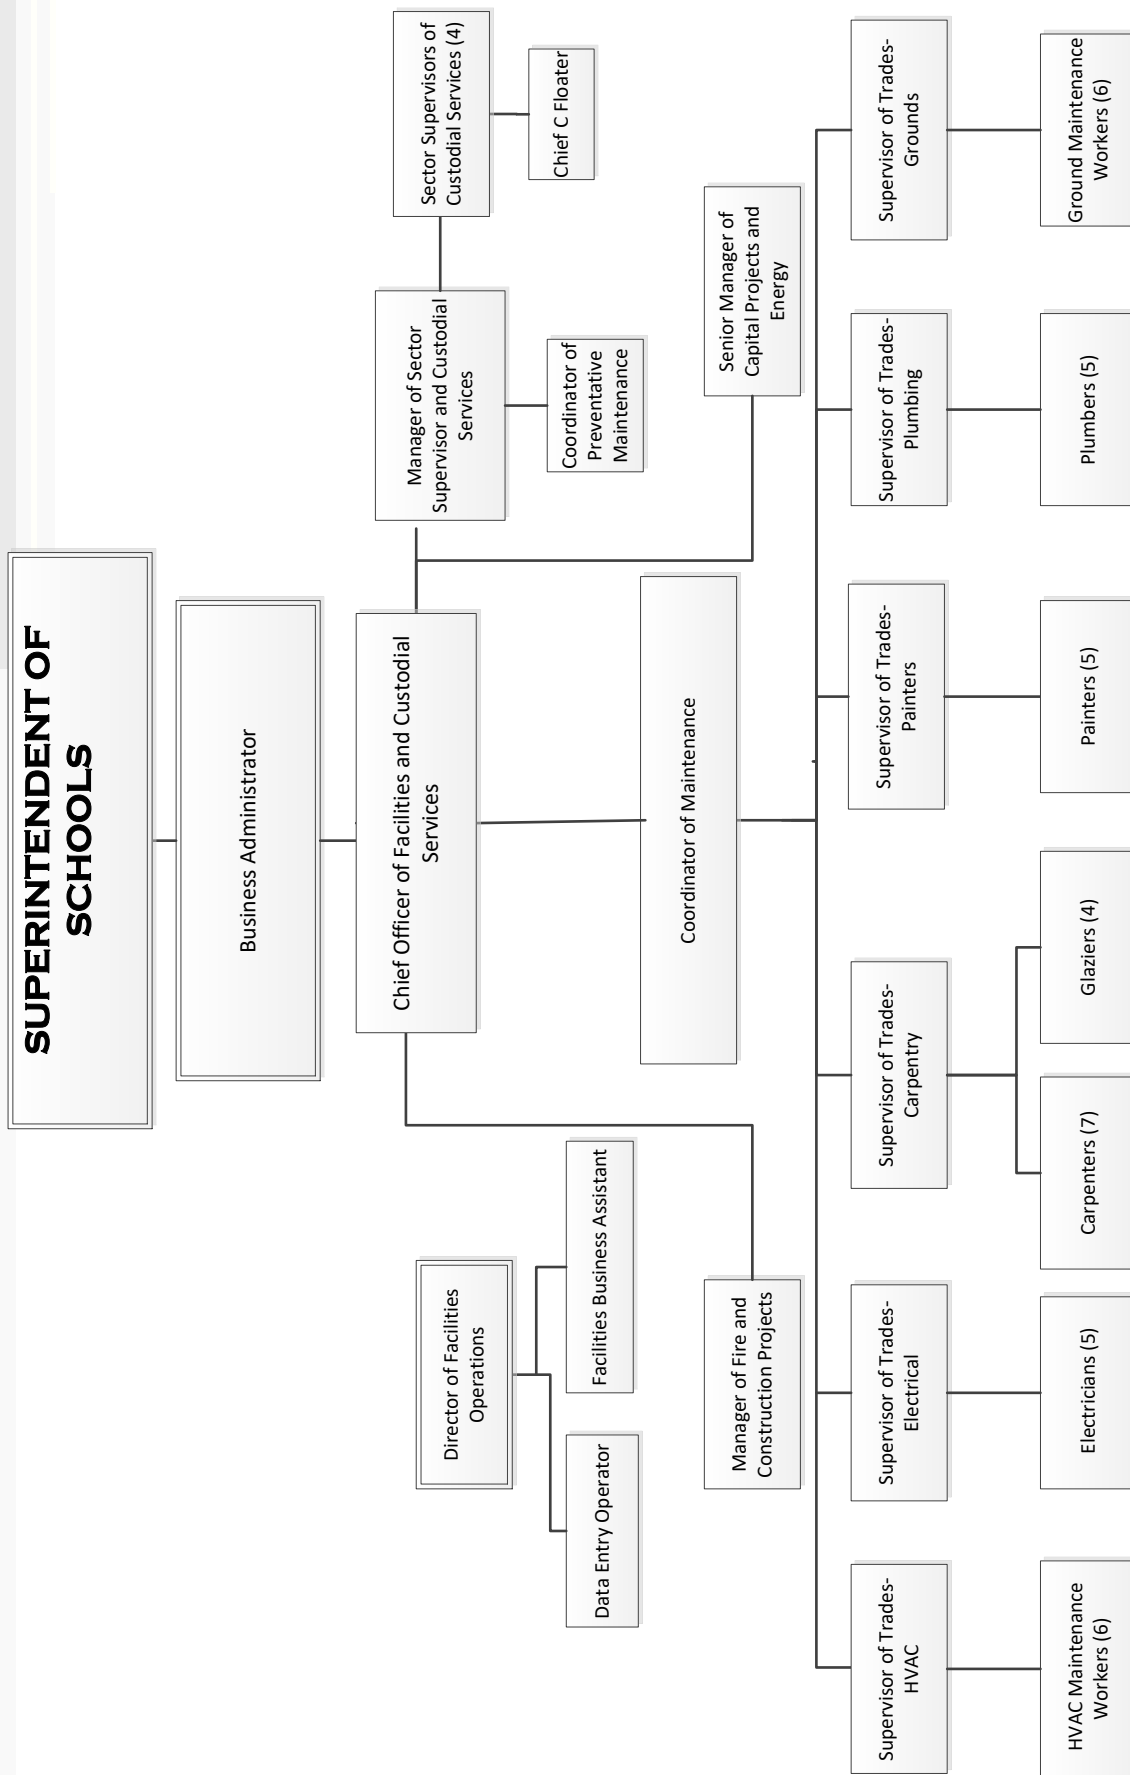 SUPERINTENDENT OF
SCHOOLS
Business Administrator
Chief Officer of Facilities and Custodial
Services
Manager of Sector
Supervisor and Custodial
Services
Sector Supervisors of
Custodial Services (4)
Chief C Floater
Coordinator of
Preventative
Maintenance
Director of Facilities
Operations
Data Entry Operator
Facilities Business Assistant
Coordinator of Maintenance
Manager of Fire and
Construction Projects
Senior Manager of
Capital Projects and
Energy
Supervisor of Trades-
HVAC
Supervisor of Trades-
Electrical
Supervisor of Trades-
Carpentry
Supervisor of Trades-
Painters
Supervisor of Trades-
Plumbing
Supervisor of Trades-
Grounds
HVAC Maintenance
Workers (6)
Electricians (5)
Carpenters (7)
Glaziers (4)
Painters (5)
Plumbers (5)
Ground Maintenance
Workers (6)